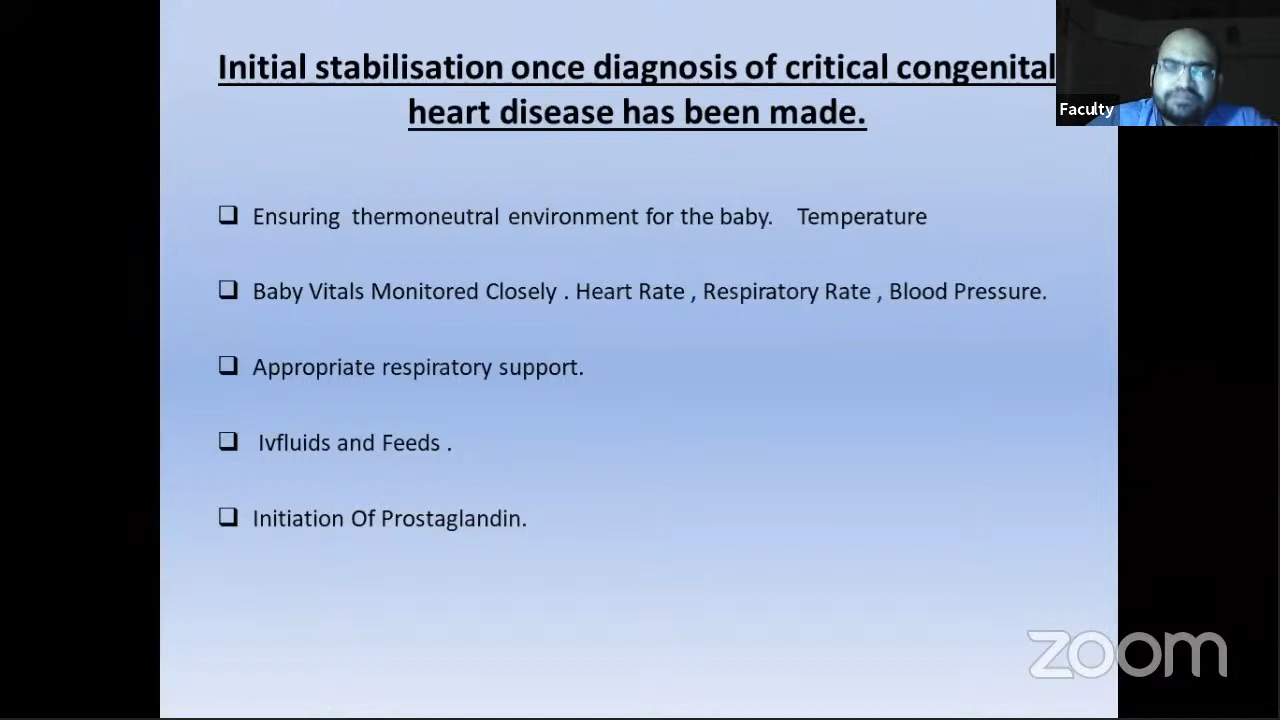 Initial stabilisation once diagnosis of critical congenital
heart disease has been made.
Faculty
❑ Ensuring thermoneutral environment for the baby. Temperature
❑ Baby Vitals Monitored Closely . Heart Rate , Respiratory Rate , Blood Pressure.
❑ Appropriate respiratory support.
❑ Ivfluids and Feeds .
❑ Initiation Of Prostaglandin.
zoom